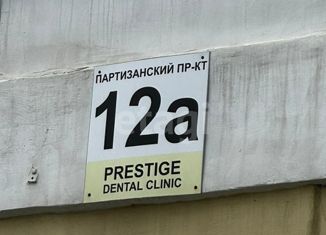 ПАРТИЗАНСКИЙ ПР-КТ
12а
PRESTIGE
DENTAL CLINIC